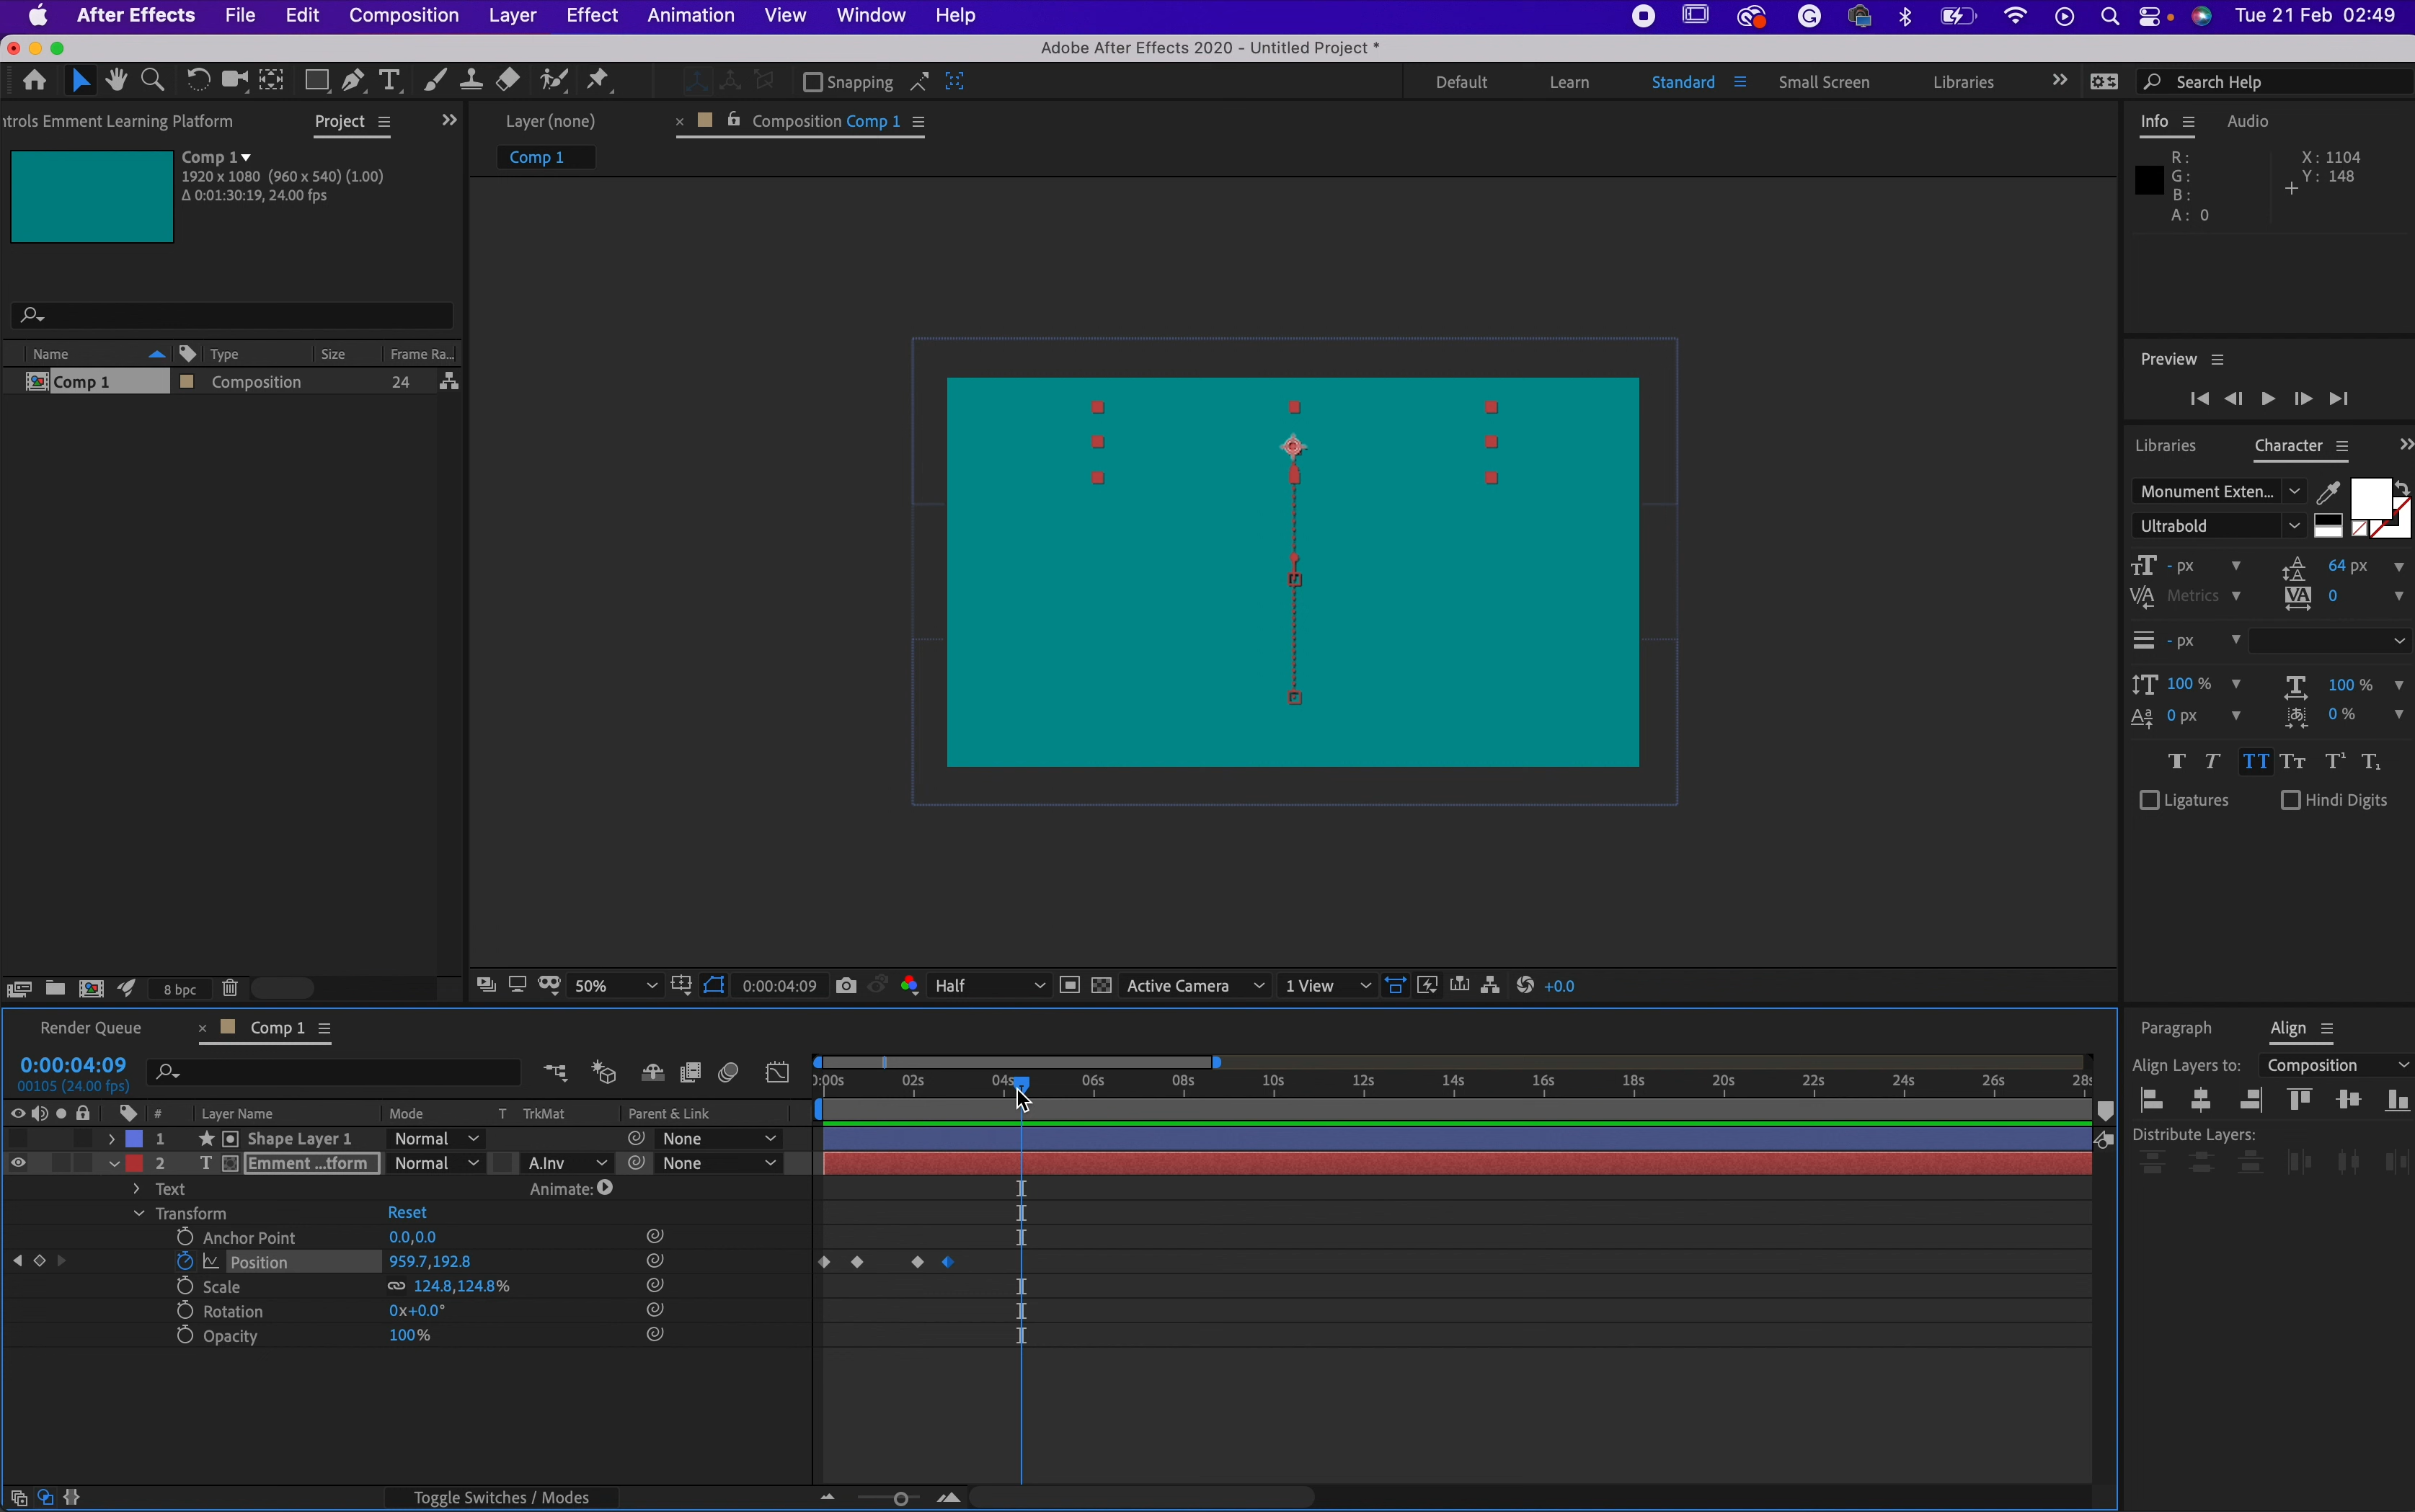 After Effects File Edit Composition Layer Effect Animation View Window Help Tue 21 Feb 02:49
Adobe After Effects 2020 - Untitled Project *
Snapping Default Learn Standard Small Screen Libraries Search Help
ntrols Emment Learning Platform Project
Layer (none) Composition Comp 1
Info Audio
Comp 1
1920 x 1080 (960 x 540) (1.00)
Δ 0:01:30:19, 24.00 fps
Comp 1
R: X: 1104
G: Y: 148
B:
A: 0
Name Type Size Frame Ra...
Comp 1 Composition 24
Preview
Libraries Character
Monument Exten...
Ultrabold
- px 64 px
Metrics 0
- px
100 % 100 %
0 px 0 %
Ligatures Hindi Digits
8 bpc
50% 0:00:04:09 Half Active Camera 1 View +0.0
Render Queue Comp 1
0:00:04:09
00105 (24.00 fps)
0:00s 02s 04s 06s 08s 10s 12s 14s 16s 18s 20s 22s 24s 26s 28s
# Layer Name Mode T TrkMat Parent & Link
1 Shape Layer 1 Normal None
2 T Emment ...tform Normal A.Inv None
Text Animate:
Transform Reset
Anchor Point 0.0,0.0
Position 959.7,192.8
Scale 124.8,124.8%
Rotation 0x+0.0°
Opacity 100%
Toggle Switches / Modes
Paragraph Align
Align Layers to: Composition
Distribute Layers: